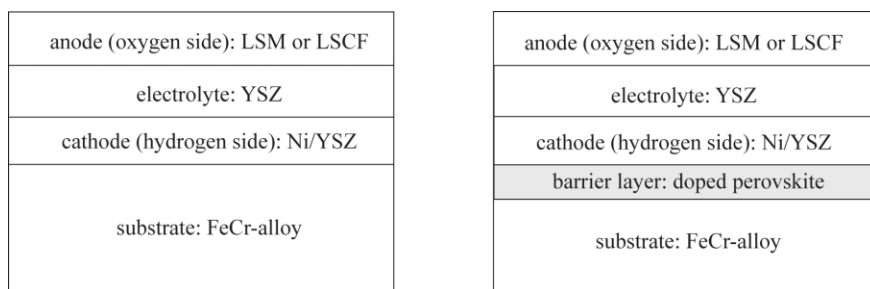 anode (oxygen side): LSM or LSCF
electrolyte: YSZ
cathode (hydrogen side): Ni/YSZ
substrate: FeCr-alloy
anode (oxygen side): LSM or LSCF
electrolyte: YSZ
cathode (hydrogen side): Ni/YSZ
barrier layer: doped perovskite
substrate: FeCr-alloy